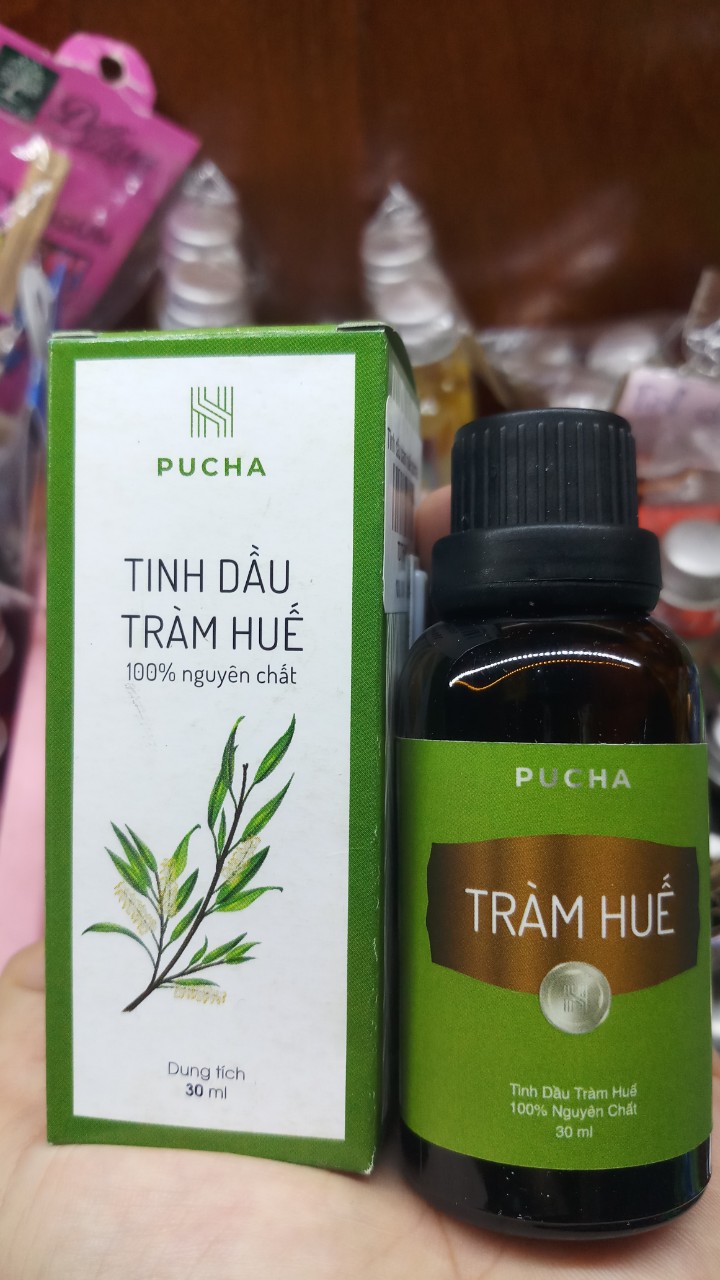 PUCHA
TINH DẦU
TRÀM HUẾ
100% nguyên chất
Dung tích
30 ml
PUCHA
TRÀM HUẾ
Tinh Dầu Tràm Huế
100% Nguyên Chất
30 ml